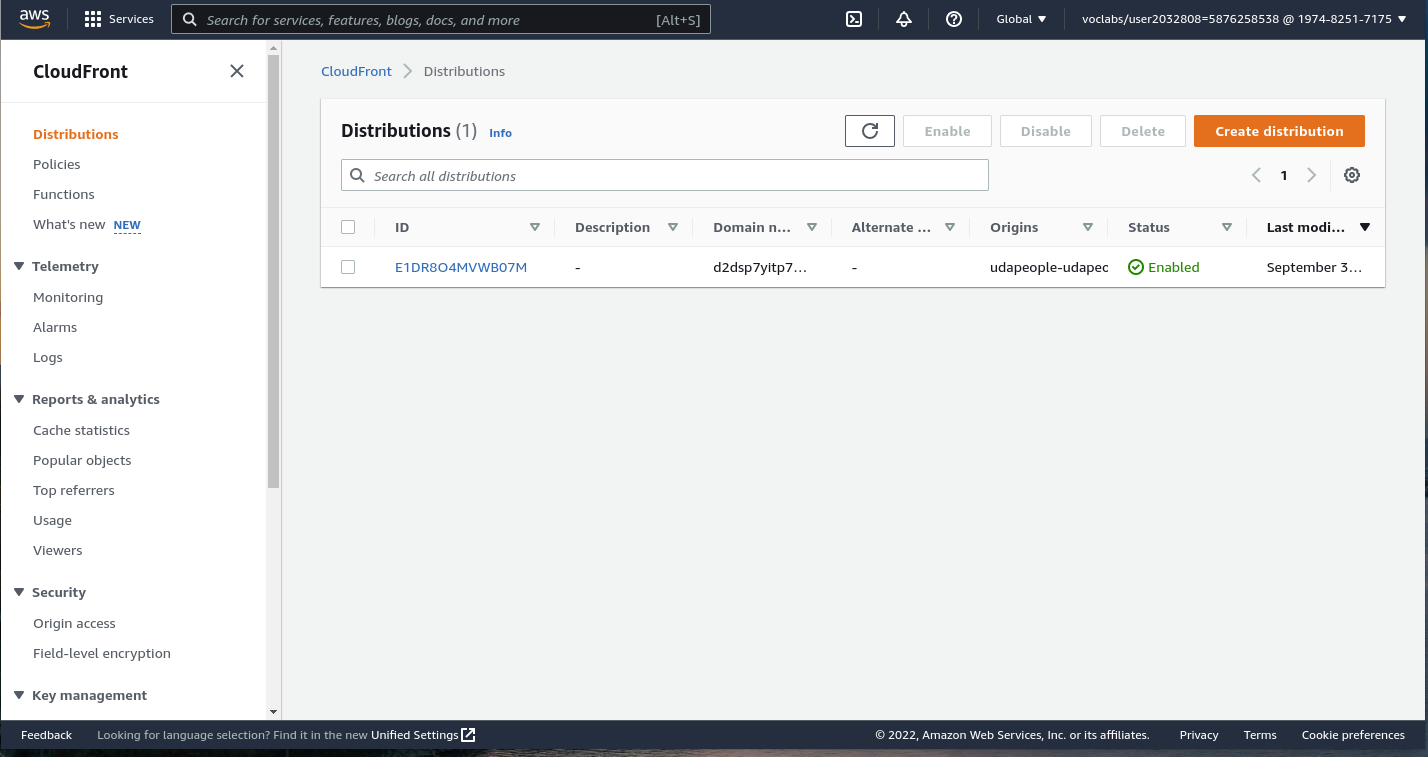 aws Services Search for services, features, blogs, docs, and more [Alt+S] Global voclabs/user2032808=5876258538 @ 1974-8251-7175
CloudFront
Distributions
Policies
Functions
What's new NEW
Telemetry
Monitoring
Alarms
Logs
Reports & analytics
Cache statistics
Popular objects
Top referrers
Usage
Viewers
Security
Origin access
Field-level encryption
Key management
CloudFront Distributions
Distributions (1) Info Enable Disable Delete Create distribution
Search all distributions 1
ID Description Domain n... Alternate ... Origins Status Last modi...
E1DR8O4MVWB07M - d2dsp7yitp7... - udapeople-udapec Enabled September 3...
Feedback Looking for language selection? Find it in the new Unified Settings © 2022, Amazon Web Services, Inc. or its affiliates. Privacy Terms Cookie preferences